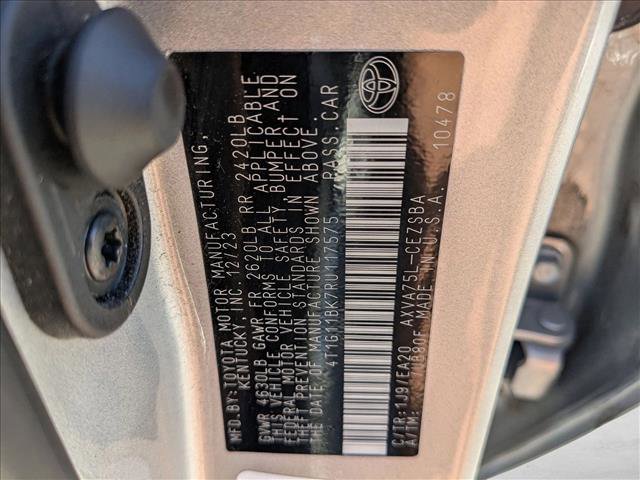 MFD.BY:TOYOTA MOTOR MANUFACTURING,
KENTUCKY, INC. 12/23
GVWR 4630LB GAWR FR 2620LB RR 2420LB
THIS VEHICLE CONFORMS TO ALL APPLICABLE
FEDERAL MOTOR VEHICLE SAFETY, BUMPER AND
THEFT PREVENTION STANDARDS IN EFFECT ON
THE DATE OF MANUFACTURE SHOWN ABOVE.
4T1G11BK7RU117575 PASS. CAR
C/TR: 1J9/EA20 AXVA75L-CEZSBA
A/TM: /UB80F MADE IN U.S.A. 10478